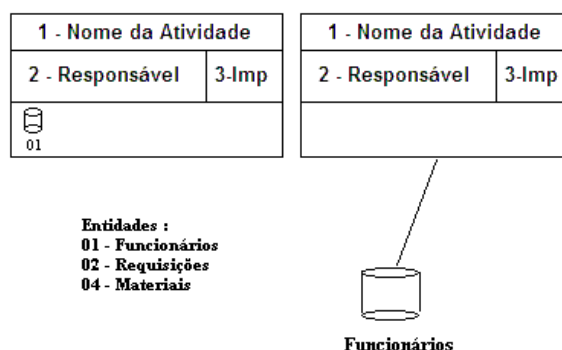 1 - Nome da Atividade
2 - Responsável
3-Imp
01
1 - Nome da Atividade
2 - Responsável
3-Imp
Entidades :
01 - Funcionários
02 - Requisições
04 - Materiais
Funcionários